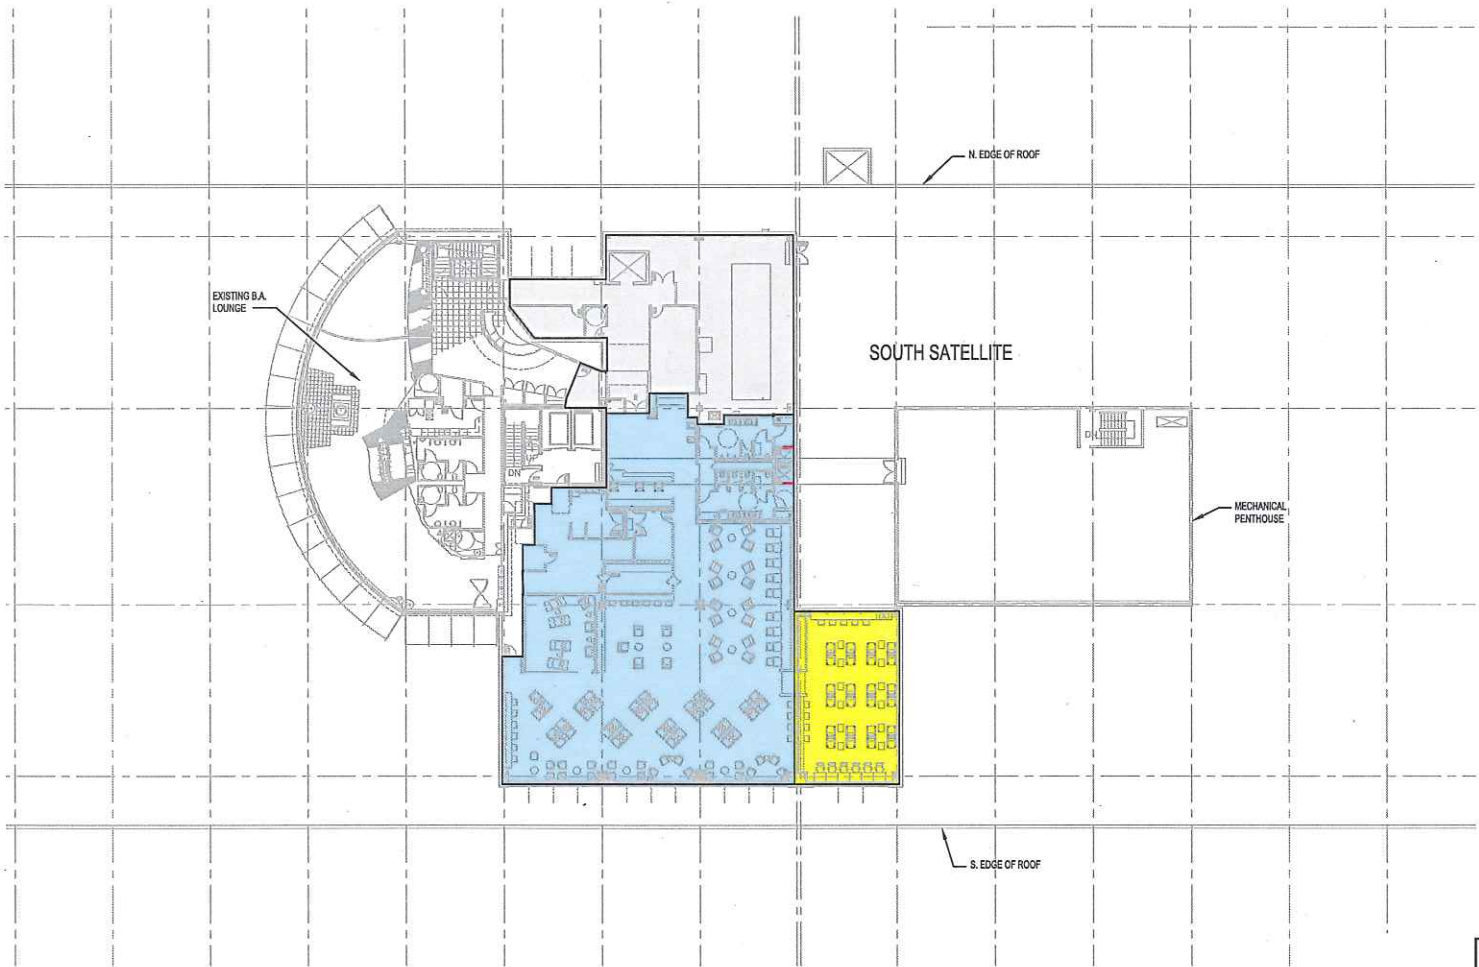 N. EDGE OF ROOF
EXISTING B.A.
LOUNGE
SOUTH SATELLITE
DN
MECHANICAL
PENTHOUSE
S. EDGE OF ROOF